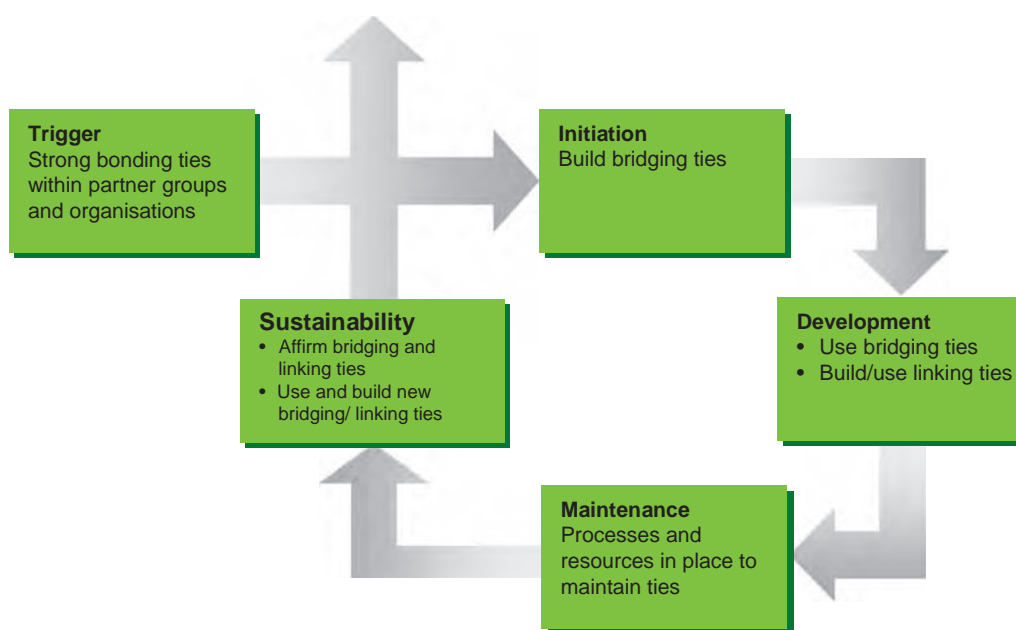 Trigger
Strong bonding ties
within partner groups
and organisations
Initiation
Build bridging ties
Sustainability
• Affirm bridging and
linking ties
• Use and build new
bridging/ linking ties
Development
• Use bridging ties
• Build/use linking ties
Maintenance
Processes and
resources in place to
maintain ties